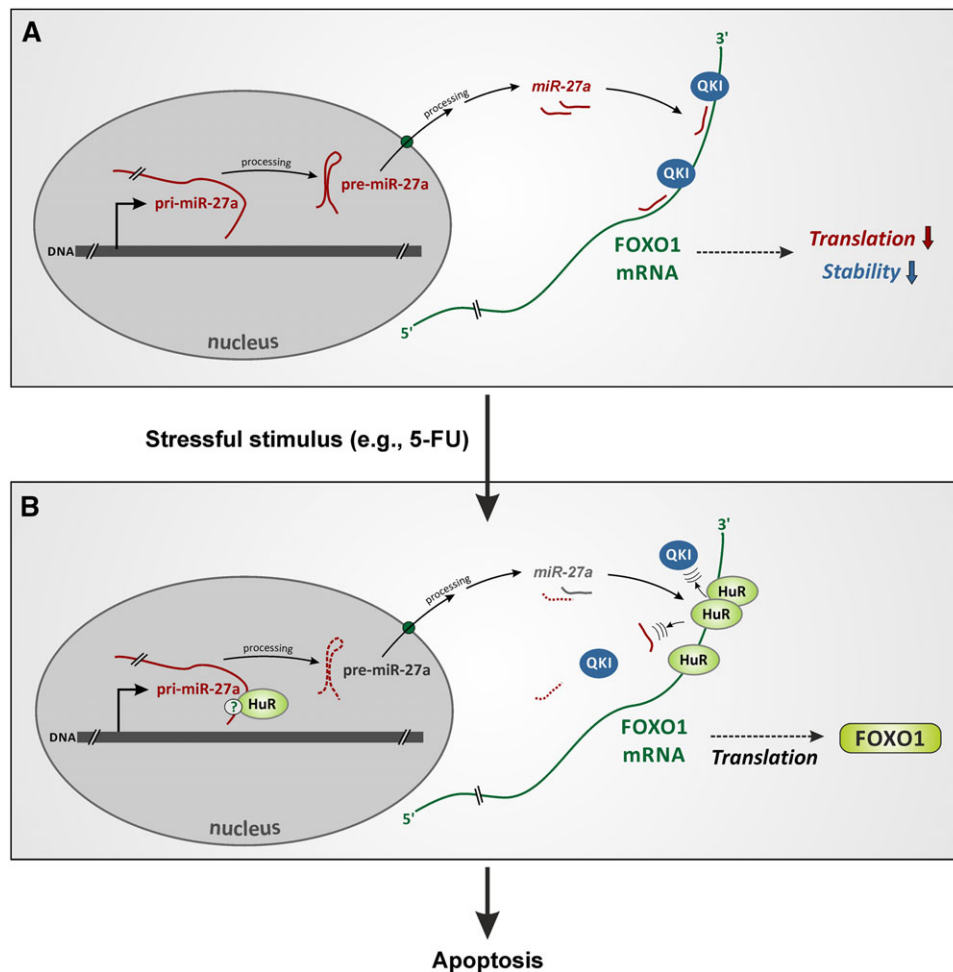 A
3'
QKI
processing
miR-27a
QKI
processing
pre-miR-27a
pri-miR-27a
DNA
FOXO1
mRNA
Translation
Stability
nucleus
5'
Stressful stimulus (e.g., 5-FU)
B
3'
QKI
processing
miR-27a
HuR
HuR
processing
QKI
HuR
pre-miR-27a
pri-miR-27a
? HuR
DNA
FOXO1
mRNA
Translation
FOXO1
nucleus
5'
Apoptosis